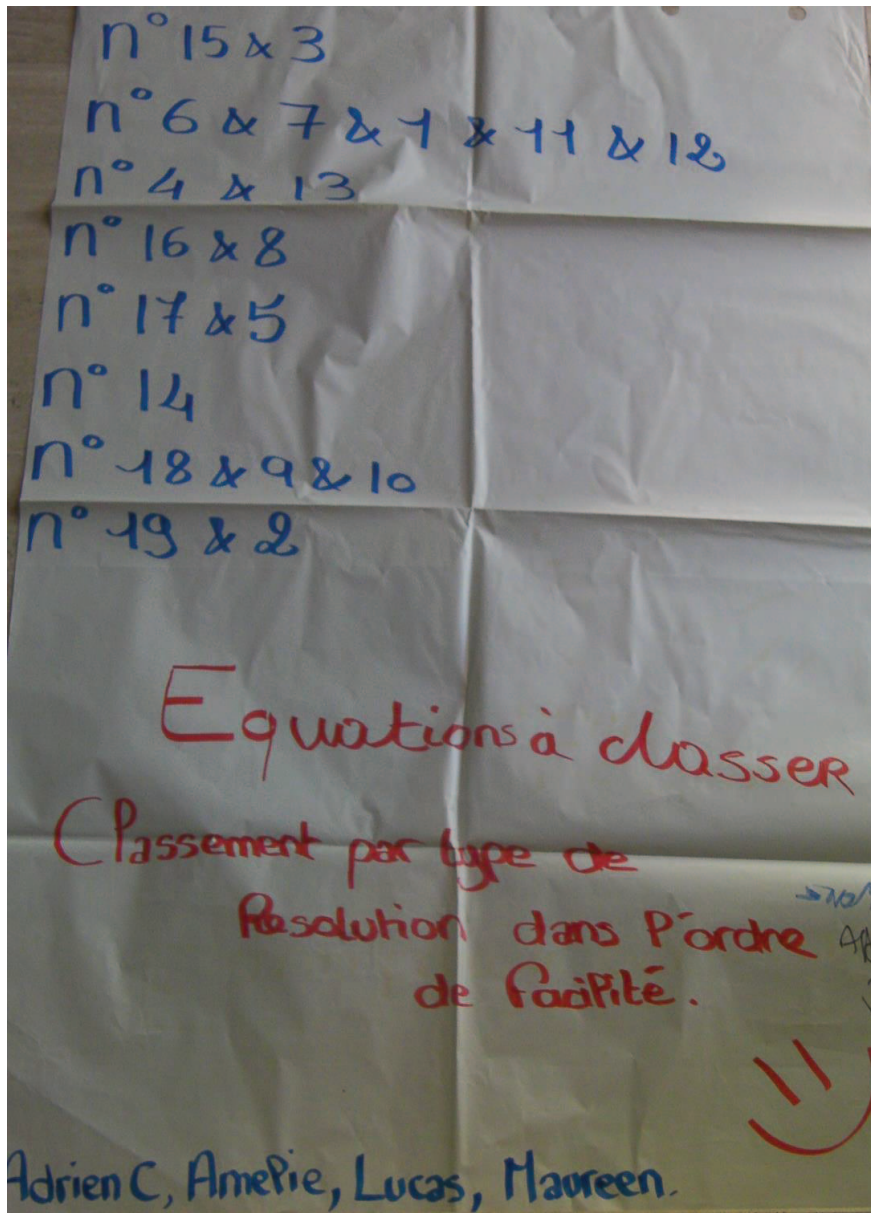 n° 15 & 3
n° 6 & 7 & 1 & 11 & 12
n° 4 & 13
n° 16 & 8
n° 17 & 5
n° 14
n° 18 & 9 & 10
n° 19 & 2
Equations à classer
Classement par type de
Resolution dans l'ordre
de facilité.
Adrien C, Amelie, Lucas, Maureen.